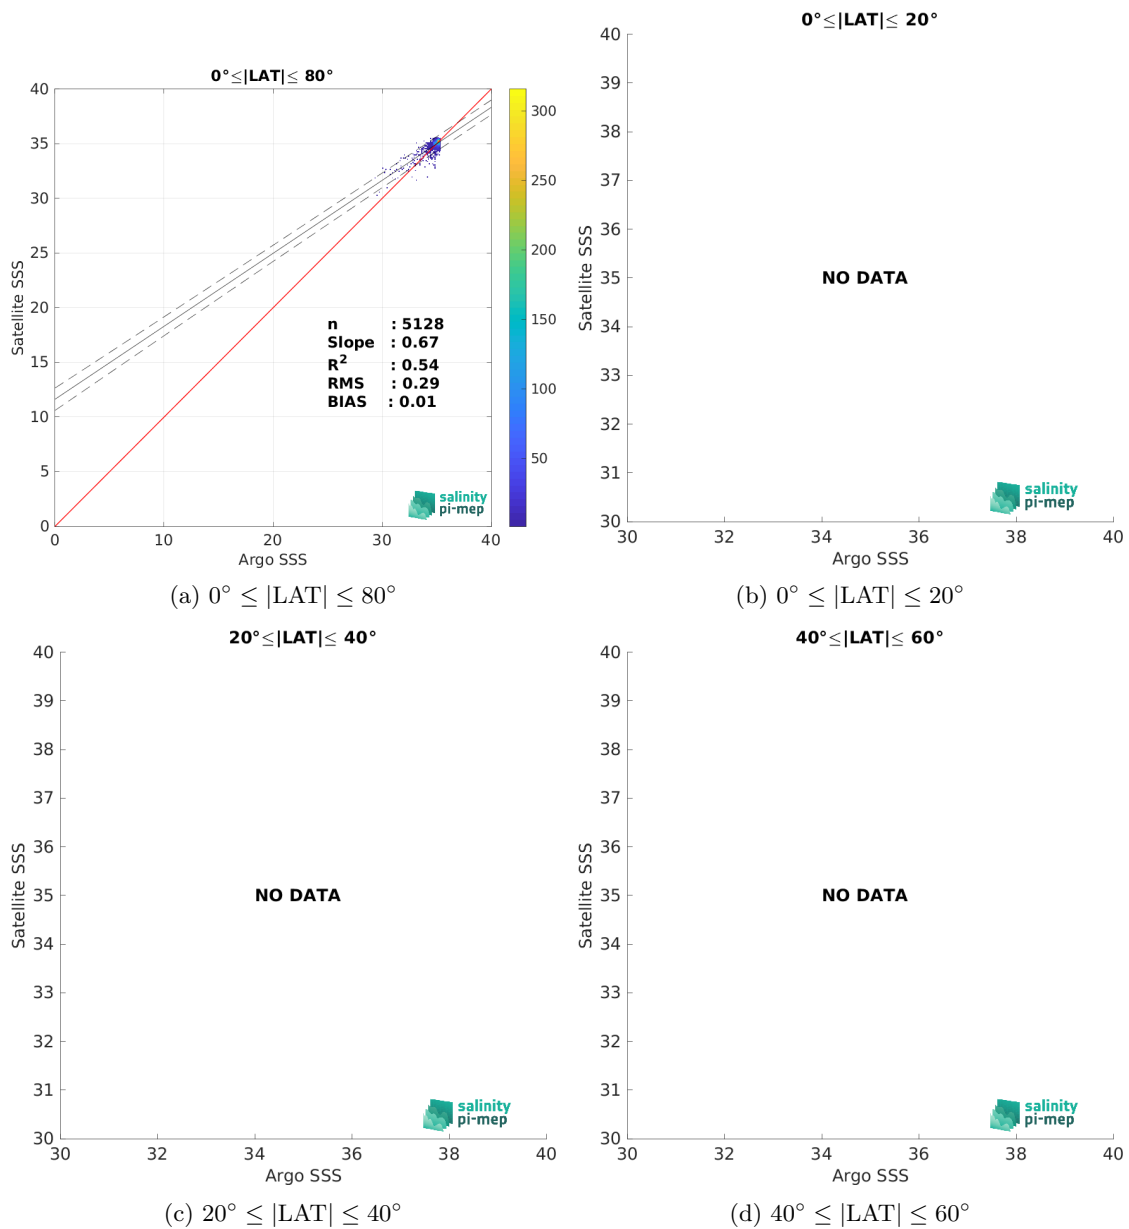 0°≤|LAT|≤ 80°
40
35
30
25
20
15
10
5
0
Satellite SSS
n : 5128
Slope : 0.67
R² : 0.54
RMS : 0.29
BIAS : 0.01
salinity
pi-mep
0 10 20 30 40
Argo SSS
300
250
200
150
100
50
(a) 0° ≤ |LAT| ≤ 80°
0°≤|LAT|≤ 20°
40
39
38
37
36
35
34
33
32
31
30
Satellite SSS
NO DATA
salinity
pi-mep
30 32 34 36 38 40
Argo SSS
(b) 0° ≤ |LAT| ≤ 20°
20°≤|LAT|≤ 40°
40
39
38
37
36
35
34
33
32
31
30
Satellite SSS
NO DATA
salinity
pi-mep
30 32 34 36 38 40
Argo SSS
(c) 20° ≤ |LAT| ≤ 40°
40°≤|LAT|≤ 60°
40
39
38
37
36
35
34
33
32
31
30
Satellite SSS
NO DATA
salinity
pi-mep
30 32 34 36 38 40
Argo SSS
(d) 40° ≤ |LAT| ≤ 60°